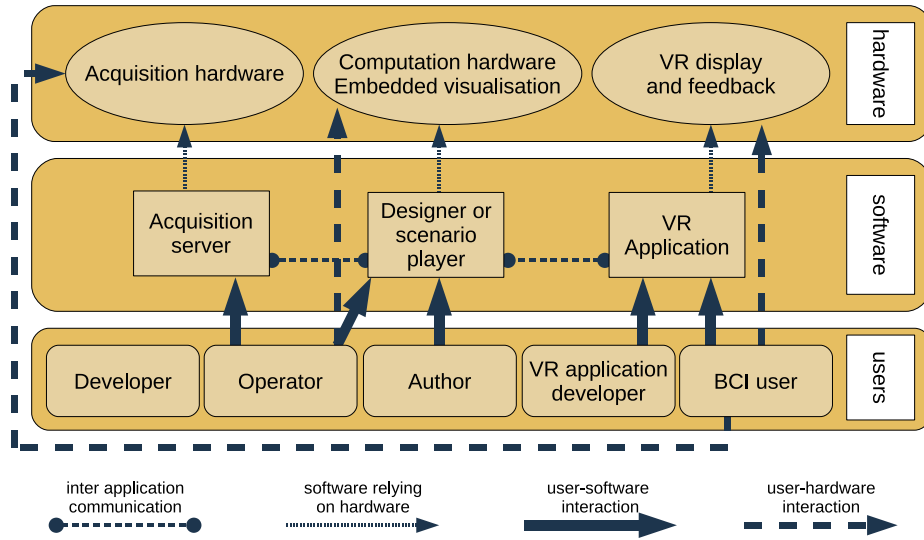 Acquisition hardware
Computation hardware
Embedded visualisation
VR display
and feedback
hardware
Acquisition
server
Designer or
scenario
player
VR
Application
software
Developer
Operator
Author
VR application
developer
BCI user
users
inter application
communication
software relying
on hardware
user-software
interaction
user-hardware
interaction